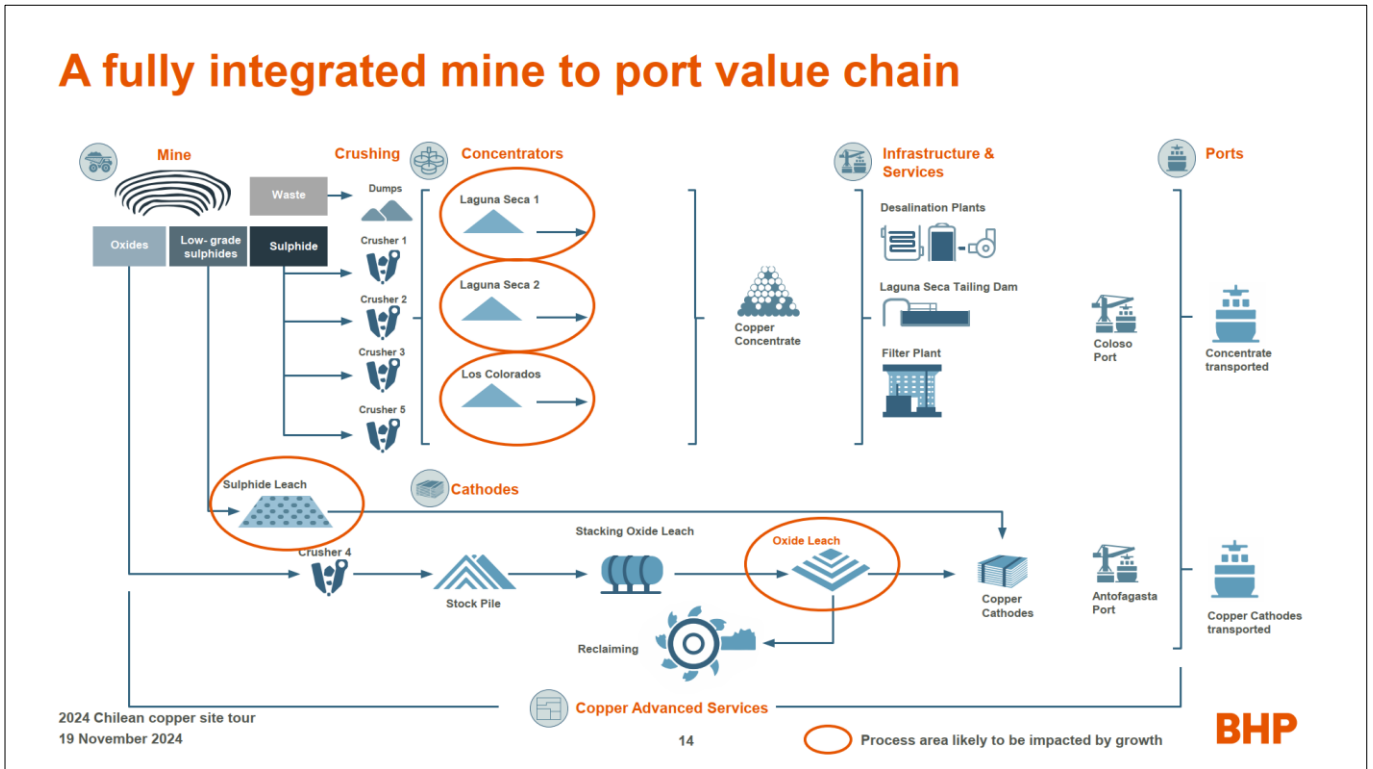 A fully integrated mine to port value chain
Mine
Crushing
Concentrators
Infrastructure &
Services
Ports
Waste
Dumps
Oxides
Low- grade
sulphides
Sulphide
Crusher 1
Crusher 2
Crusher 3
Crusher 5
Laguna Seca 1
Laguna Seca 2
Los Colorados
Copper
Concentrate
Desalination Plants
Laguna Seca Tailing Dam
Filter Plant
Coloso
Port
Concentrate
transported
Sulphide Leach
Cathodes
Crusher 4
Stock Pile
Stacking Oxide Leach
Oxide Leach
Reclaiming
Copper
Cathodes
Antofagasta
Port
Copper Cathodes
transported
Copper Advanced Services
2024 Chilean copper site tour
19 November 2024
14
Process area likely to be impacted by growth
BHP